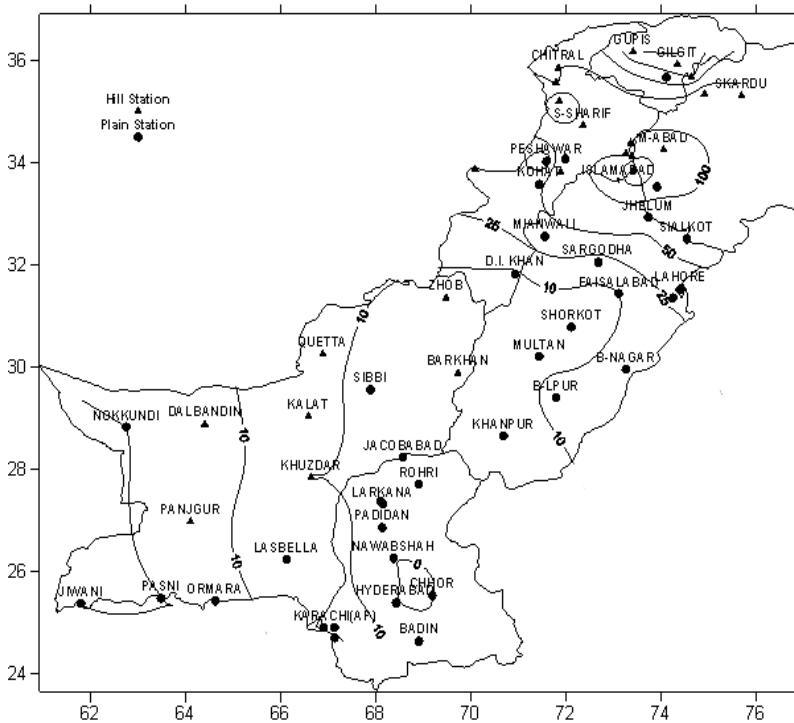 36
34
32
30
28
26
24
62
64
66
68
70
72
74
76
Hill Station
Plain Station
GUPIS
CHITRAL
GILGIT
SKARDU
S-SHARIF
M-ABAD
PESHAWAR
KOHAT
ISLAMABAD
100
JHELUM
25
MIANWALI
SIALKOT
50
SARGODHA
D.I. KHAN
10
FAISALABAD
LAHORE
25
ZHOB
10
SHORKOT
QUETTA
MULTAN
BARKHAN
B-NAGAR
SIBBI
B-LPUR
NOKKUNDI
DALBANDIN
KALAT
10
KHANPUR
10
JACOBABAD
KHUZDAR
ROHRI
LARKANA
PANJGUR
PADIDAN
LASBELLA
NAWABSHAH
10
0
JIWANI
PASNI
ORMARA
HYDERABAD
CHHOR
KARACHI(AP)
10
BADIN